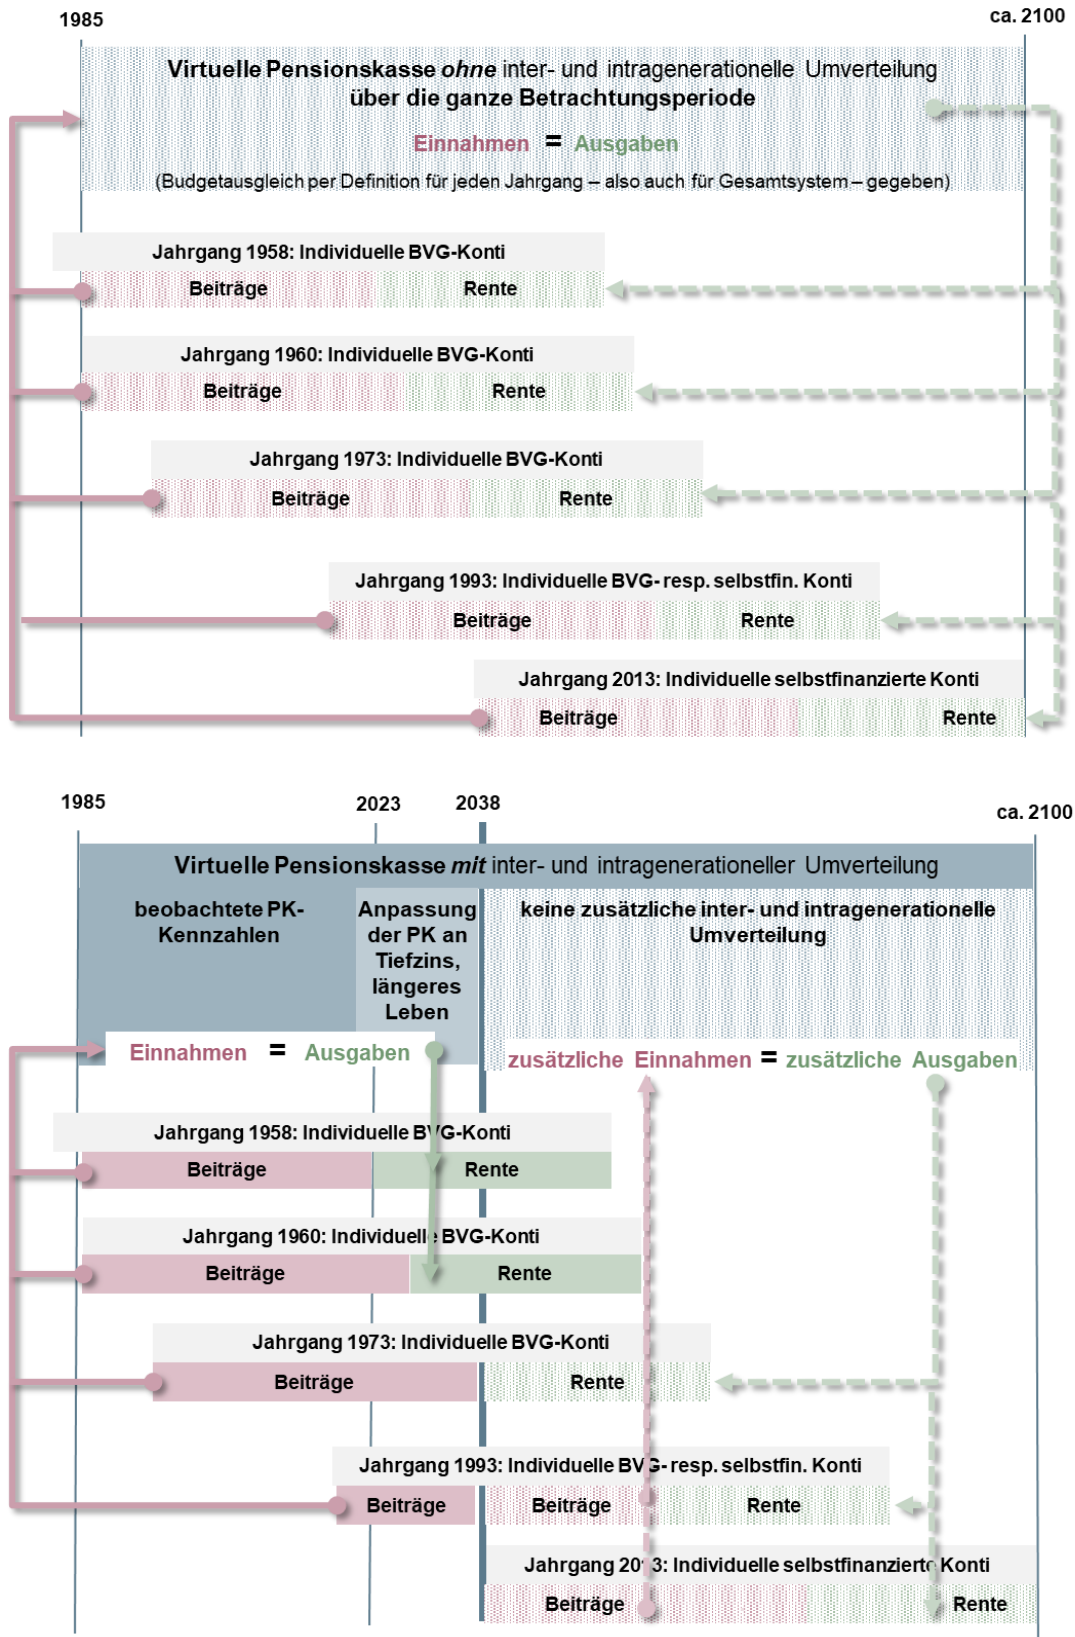 1985
ca. 2100
Virtuelle Pensionskasse ohne inter- und intragenerationelle Umverteilung
über die ganze Betrachtungsperiode
Einnahmen = Ausgaben
(Budgetausgleich per Definition für jeden Jahrgang – also auch für Gesamtsystem – gegeben)
Jahrgang 1958: Individuelle BVG-Konti
Beiträge Rente
Jahrgang 1960: Individuelle BVG-Konti
Beiträge Rente
Jahrgang 1973: Individuelle BVG-Konti
Beiträge Rente
Jahrgang 1993: Individuelle BVG- resp. selbstfin. Konti
Beiträge Rente
Jahrgang 2013: Individuelle selbstfinanzierte Konti
Beiträge Rente
1985 2023 2038 ca. 2100
Virtuelle Pensionskasse mit inter- und intragenerationeller Umverteilung
beobachtete PK-
Kennzahlen
Anpassung
der PK an
Tiefzins,
längeres
Leben
keine zusätzliche inter- und intragenerationelle
Umverteilung
Einnahmen = Ausgaben
zusätzliche Einnahmen = zusätzliche Ausgaben
Jahrgang 1958: Individuelle BVG-Konti
Beiträge Rente
Jahrgang 1960: Individuelle BVG-Konti
Beiträge Rente
Jahrgang 1973: Individuelle BVG-Konti
Beiträge Rente
Jahrgang 1993: Individuelle BVG- resp. selbstfin. Konti
Beiträge Beiträge Rente
Jahrgang 2013: Individuelle selbstfinanzierte Konti
Beiträge Rente